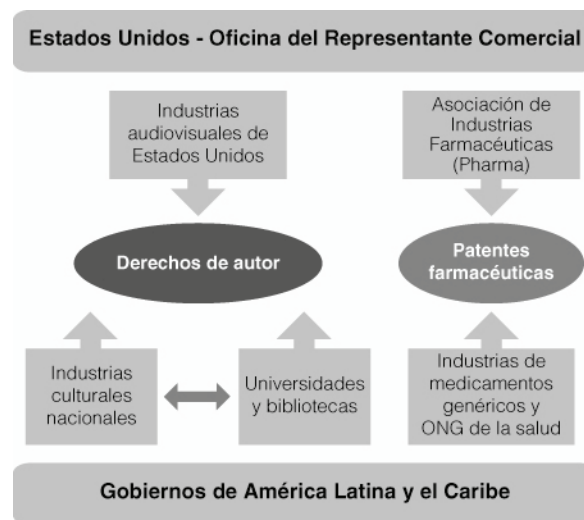 Estados Unidos - Oficina del Representante Comercial
Industrias
audiovisuales de
Estados Unidos
Asociación de
Industrias
Farmacéuticas
(Pharma)
Derechos de autor
Patentes
farmacéuticas
Industrias
culturales
nacionales
Universidades
y bibliotecas
Industrias de
medicamentos
genéricos y
ONG de la salud
Gobiernos de América Latina y el Caribe